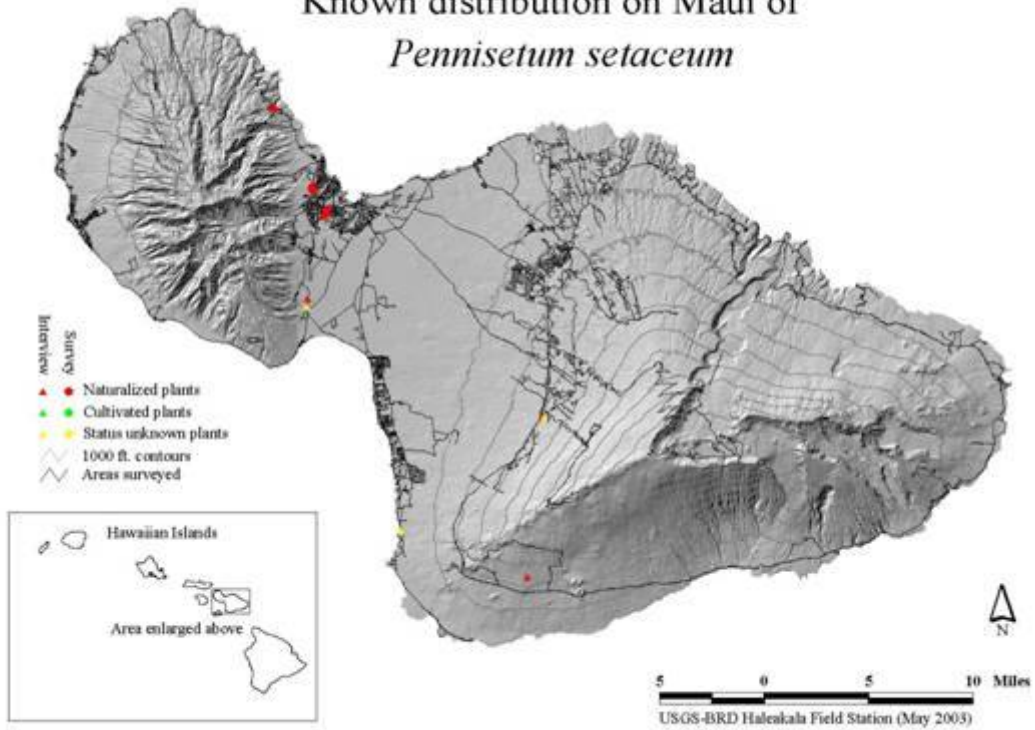 Known distribution on Maui of
Pennisetum setaceum
Interview
Survey
Naturalized plants
Cultivated plants
Status unknown plants
1000 ft. contours
Areas surveyed
Hawaiian Islands
Area enlarged above
N
5 0 5 10 Miles
USGS-BRD Haleakala Field Station (May 2003)